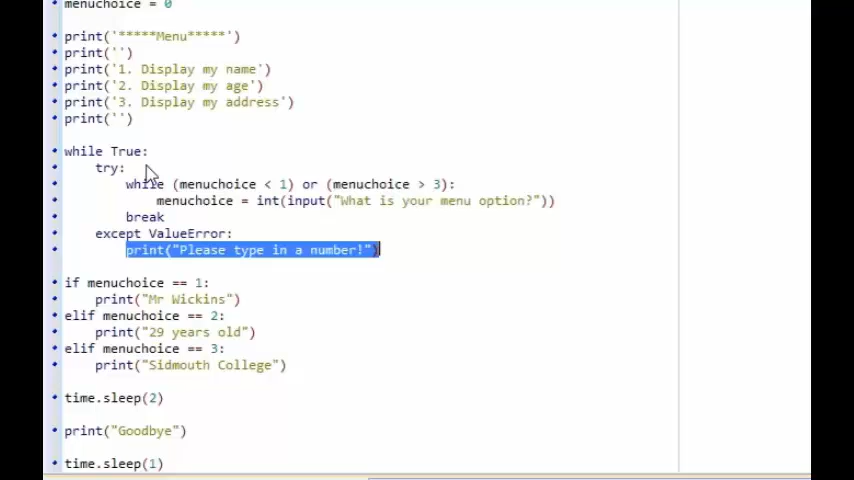 menuchoice = 0
print('*****Menu*****')
print('')
print('1. Display my name')
print('2. Display my age')
print('3. Display my address')
print('')
while True:
try:
while (menuchoice < 1) or (menuchoice > 3):
menuchoice = int(input("What is your menu option?"))
break
except ValueError:
print("Please type in a number!")
if menuchoice == 1:
print("Mr Wickins")
elif menuchoice == 2:
print("29 years old")
elif menuchoice == 3:
print("Sidmouth College")
time.sleep(2)
print("Goodbye")
time.sleep(1)